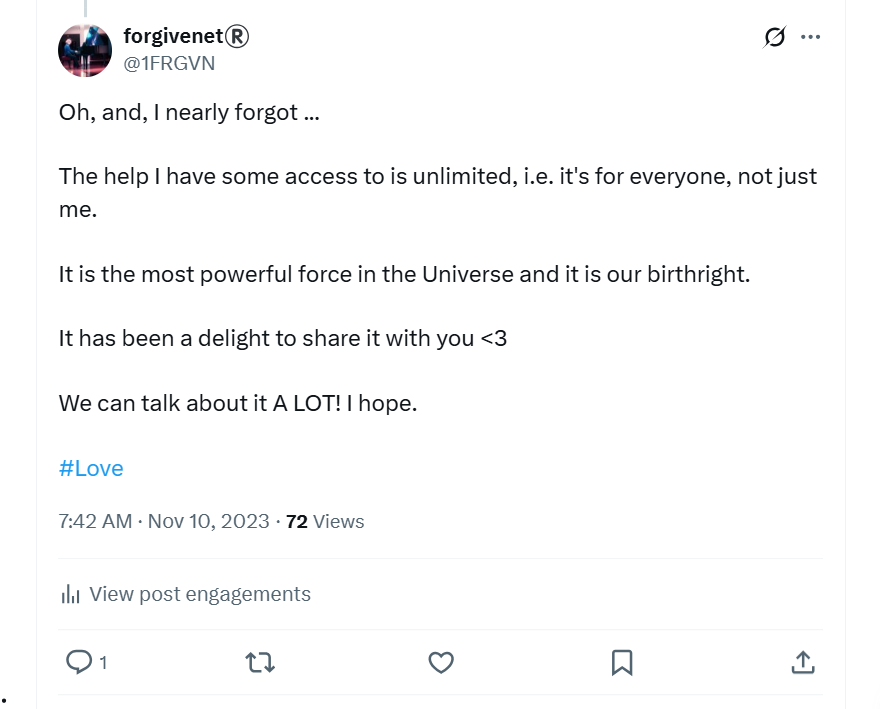 forgivenet®
@1FRGVN
Oh, and, I nearly forgot ...
The help I have some access to is unlimited, i.e. it's for everyone, not just
me.
It is the most powerful force in the Universe and it is our birthright.
It has been a delight to share it with you <3
We can talk about it A LOT! I hope.
#Love
7:42 AM · Nov 10, 2023 · 72 Views
View post engagements
1